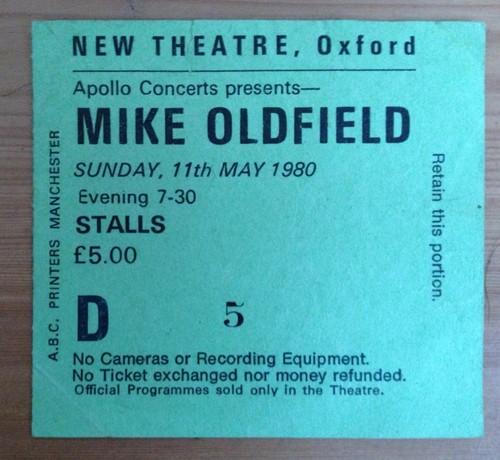 NEW THEATRE, Oxford
Apollo Concerts presents—
MIKE OLDFIELD
SUNDAY, 11th MAY 1980
Evening 7-30
STALLS
£5.00
D 5
No Cameras or Recording Equipment.
No Ticket exchanged nor money refunded.
Official Programmes sold only in the Theatre.
A.B.C. PRINTERS MANCHESTER
Retain this portion.